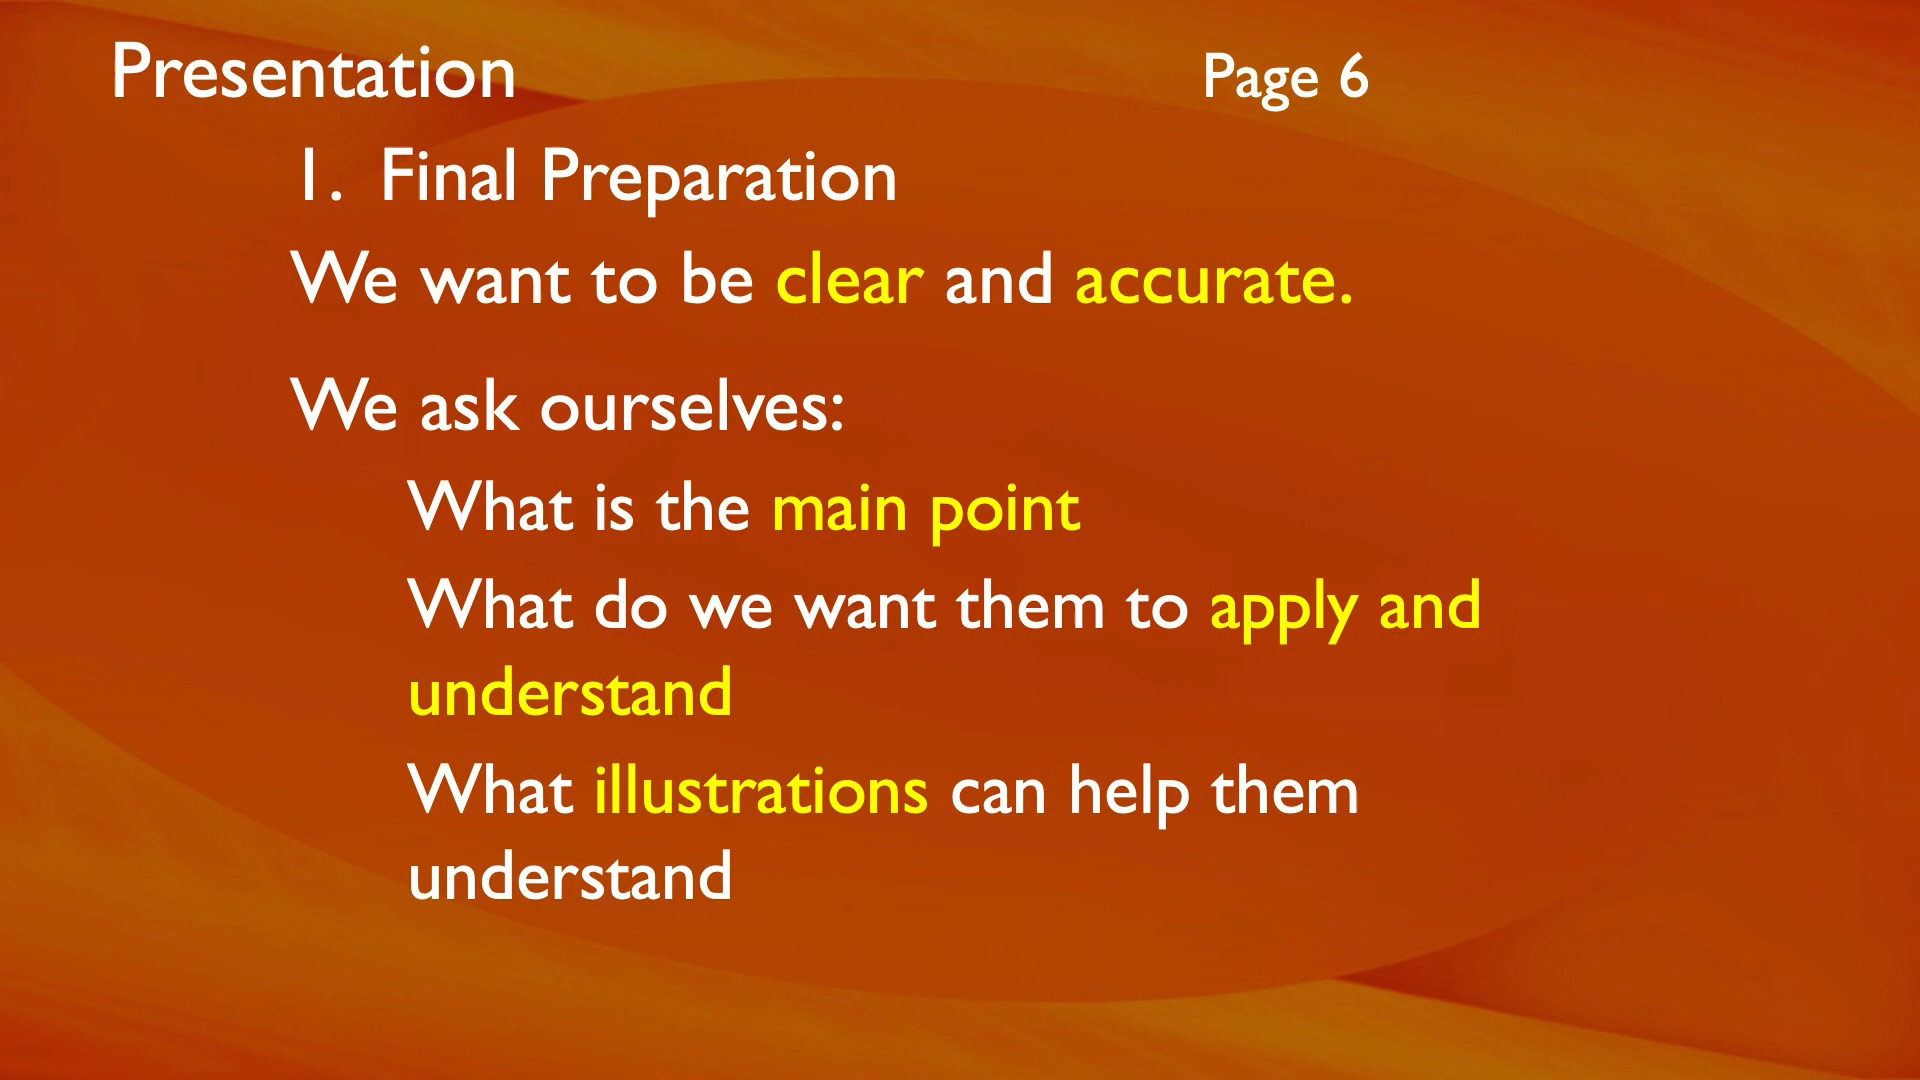 Presentation Page 6
1. Final Preparation
We want to be clear and accurate.
We ask ourselves:
What is the main point
What do we want them to apply and
understand
What illustrations can help them
understand